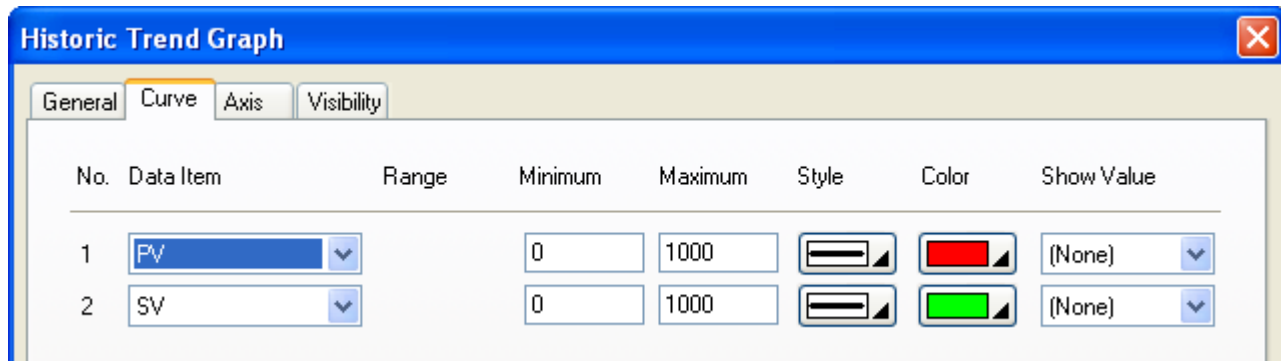 Historic Trend Graph
General Curve Axis Visibility
No. Data Item Range Minimum Maximum Style Color Show Value
1 PV 0 1000 (None)
2 SV 0 1000 (None)